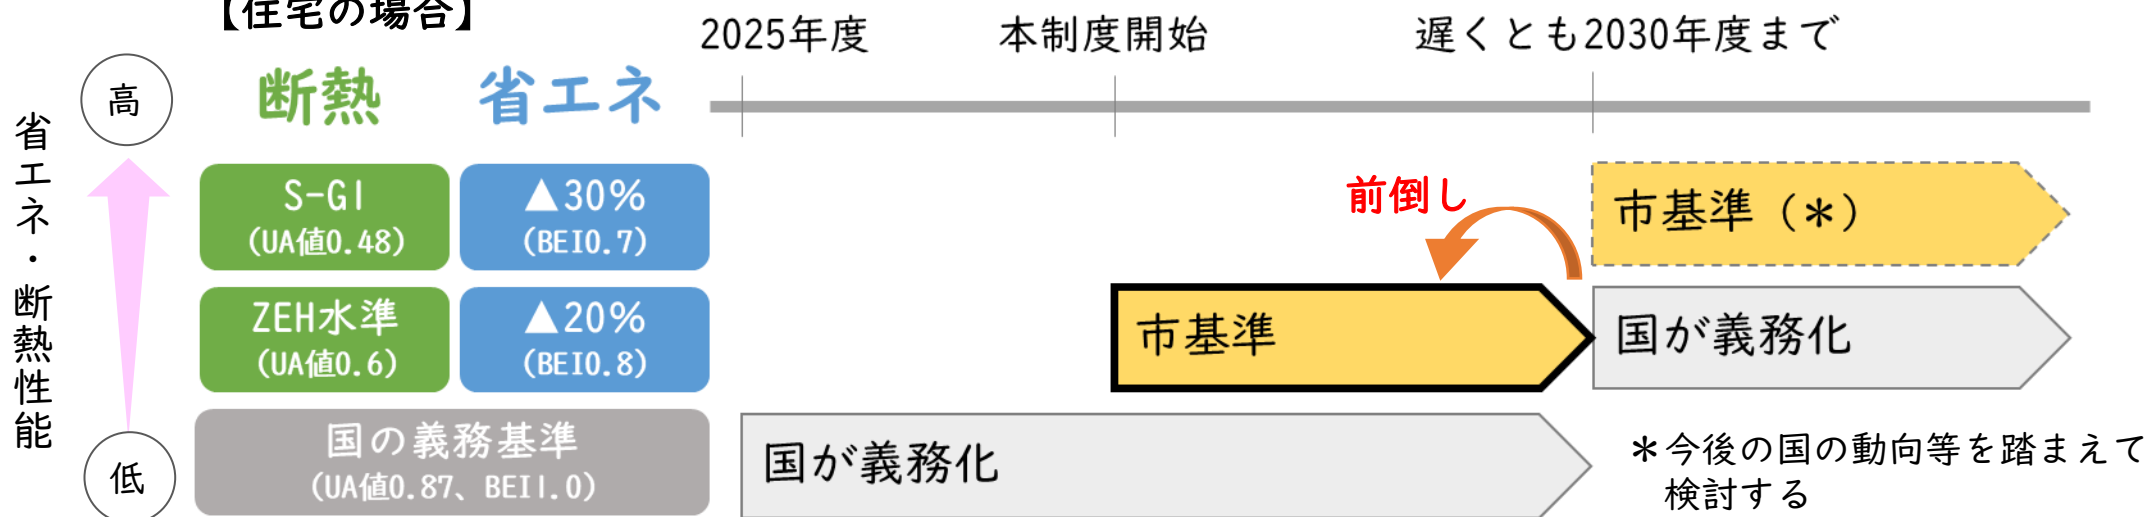 【住宅の場合】
2025年度
本制度開始
遅くとも2030年度まで
高
断熱
省エネ
省エネ・断熱性能
S-G1
(UA値0.48)
▲30%
(BEI0.7)
前倒し
市基準（＊）
ZEH水準
(UA値0.6)
▲20%
(BEI0.8)
市基準
国が義務化
低
国の義務基準
(UA値0.87、BEI1.0)
国が義務化
＊今後の国の動向等を踏まえて
検討する